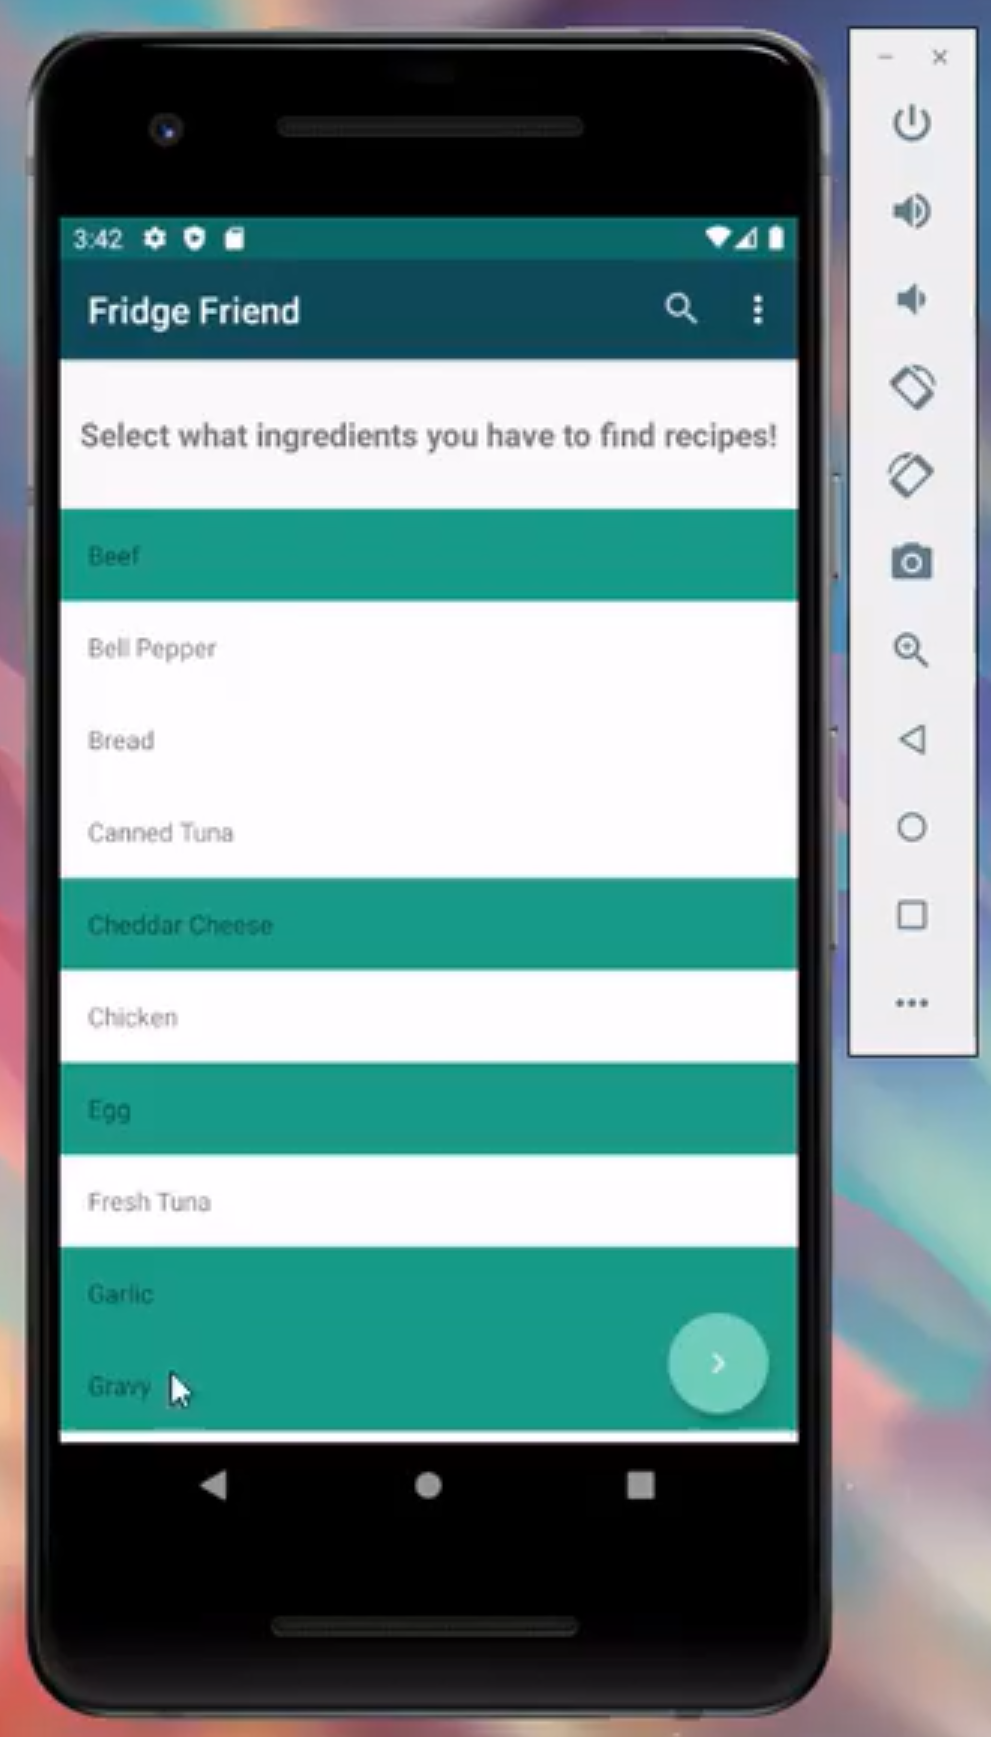 3:42
Fridge Friend
Select what ingredients you have to find recipes!
Beef
Bell Pepper
Bread
Canned Tuna
Cheddar Cheese
Chicken
Egg
Fresh Tuna
Garlic
Gravy